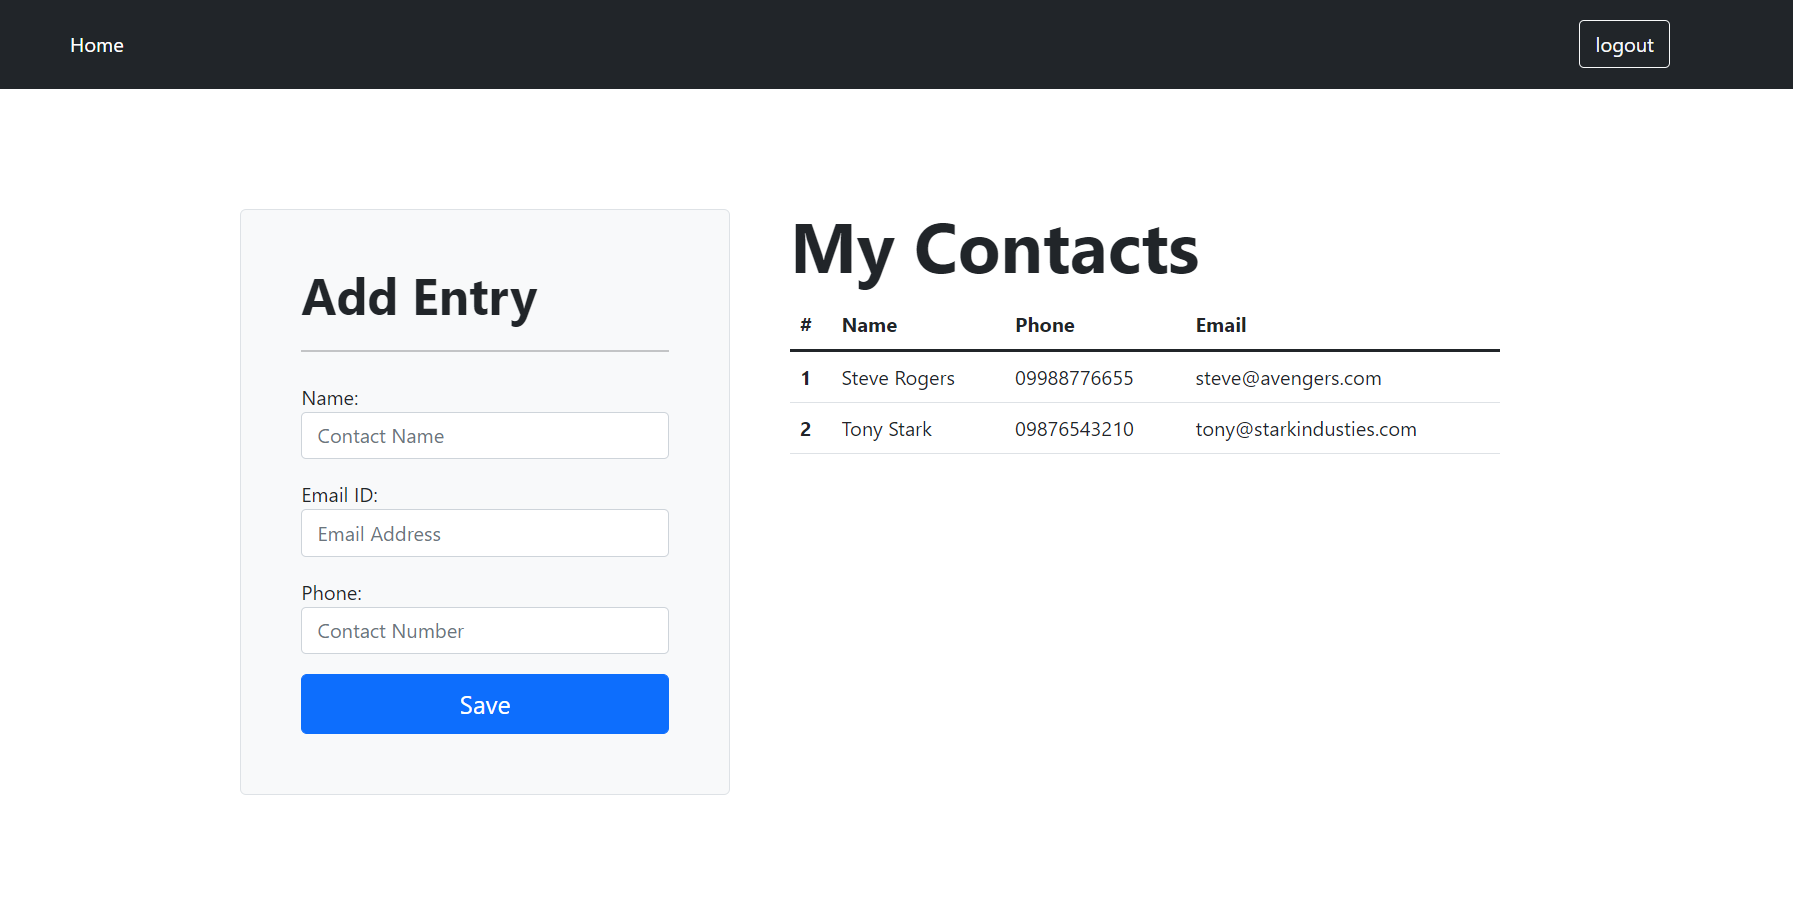 Home
logout
Add Entry
Name:
Contact Name
Email ID:
Email Address
Phone:
Contact Number
Save
My Contacts
# Name Phone Email
1 Steve Rogers 09988776655 steve@avengers.com
2 Tony Stark 09876543210 tony@starkindusties.com